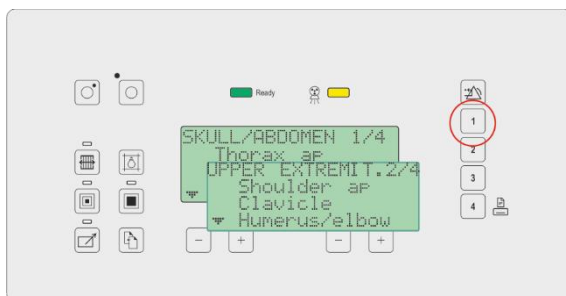 Ready
1
SKULL/ABDOMEN 1/4
Thorax ap
2
UPPER EXTREMIT.2/4
Shoulder ap
3
Clavicle
Humerus/elbow
4
- +
- +